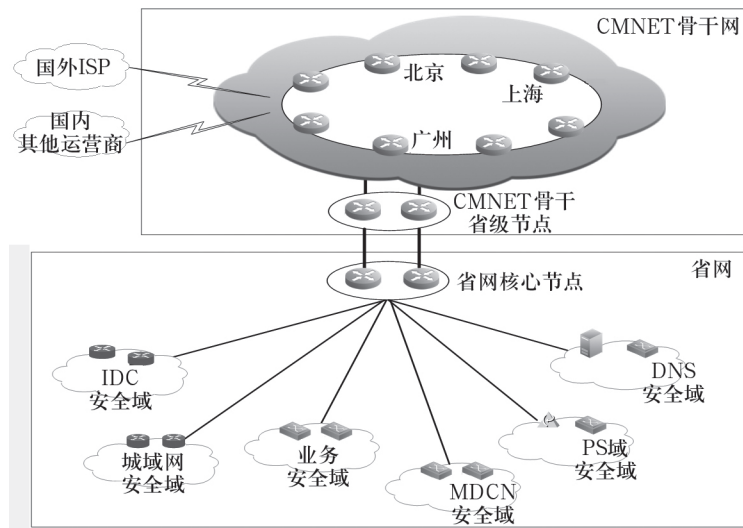 CMNET骨干网
国外ISP
北京
上海
国内
其他运营商
广州
CMNET骨干
省级节点
省网
省网核心节点
IDC
安全域
DNS
安全域
城域网
安全域
业务
安全域
PS域
安全域
MDCN
安全域